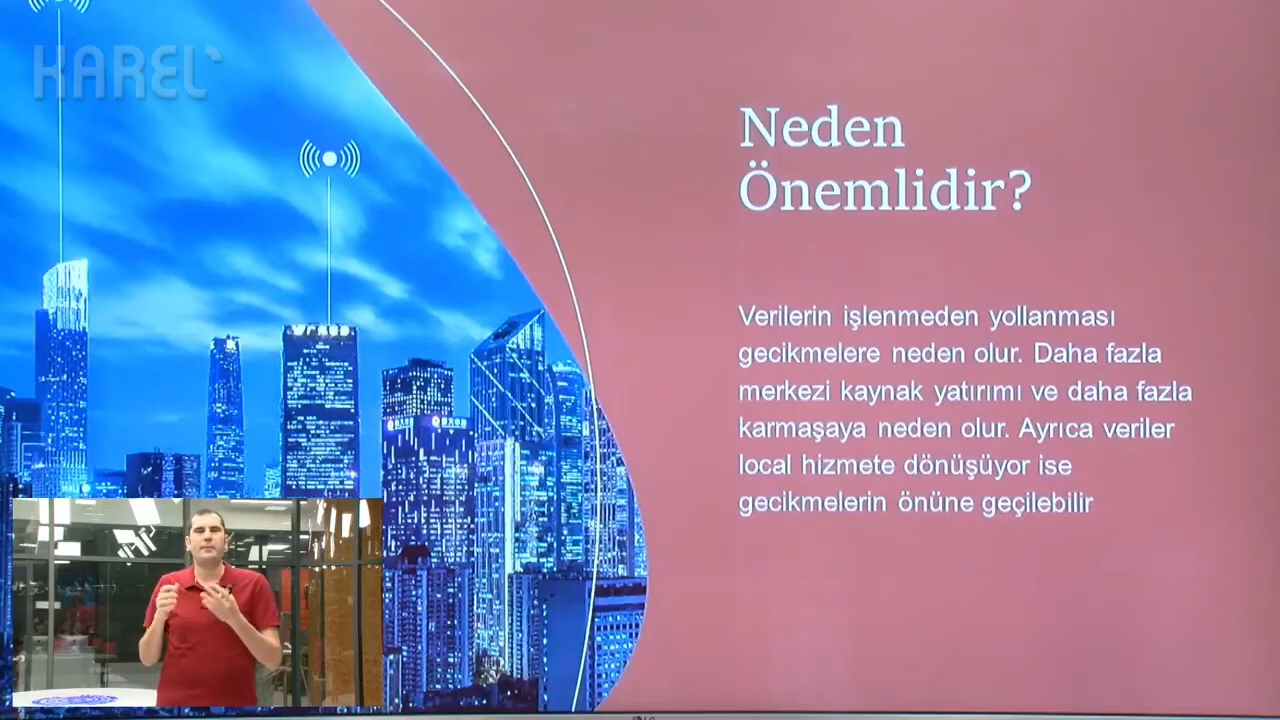 KAREL
Neden
Önemlidir?
Verilerin işlenmeden yollanması
gecikmelere neden olur. Daha fazla
merkezi kaynak yatırımı ve daha fazla
karmaşaya neden olur. Ayrıca veriler
local hizmete dönüşüyor ise
gecikmelerin önüne geçilebilir
LG